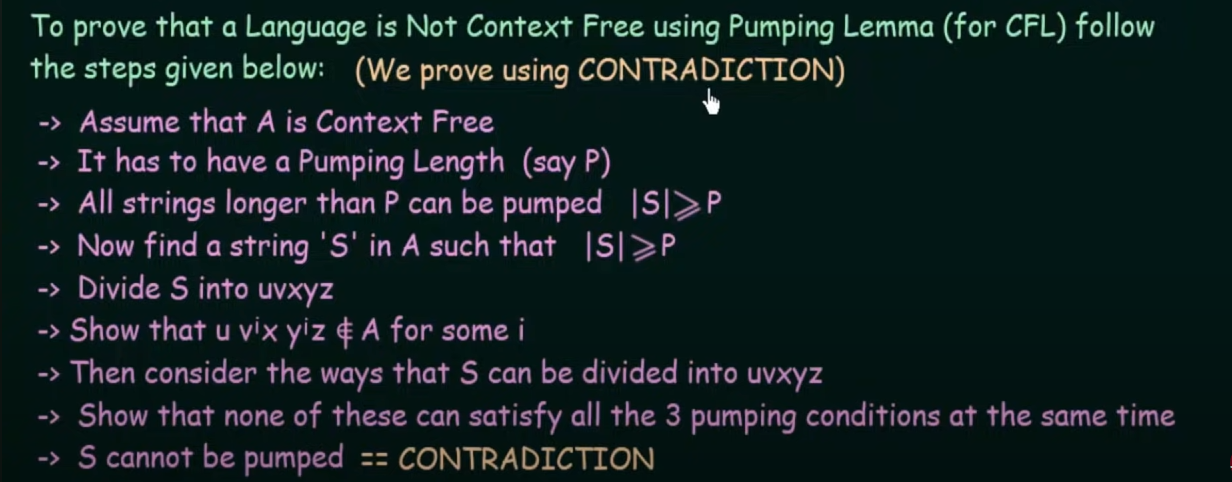 To prove that a Language is Not Context Free using Pumping Lemma (for CFL) follow
the steps given below: (We prove using CONTRADICTION)
-> Assume that A is Context Free
-> It has to have a Pumping Length (say P)
-> All strings longer than P can be pumped |S|⩾P
-> Now find a string 'S' in A such that |S|⩾P
-> Divide S into uvxyz
-> Show that u vⁱx yⁱz ∉ A for some i
-> Then consider the ways that S can be divided into uvxyz
-> Show that none of these can satisfy all the 3 pumping conditions at the same time
-> S cannot be pumped == CONTRADICTION